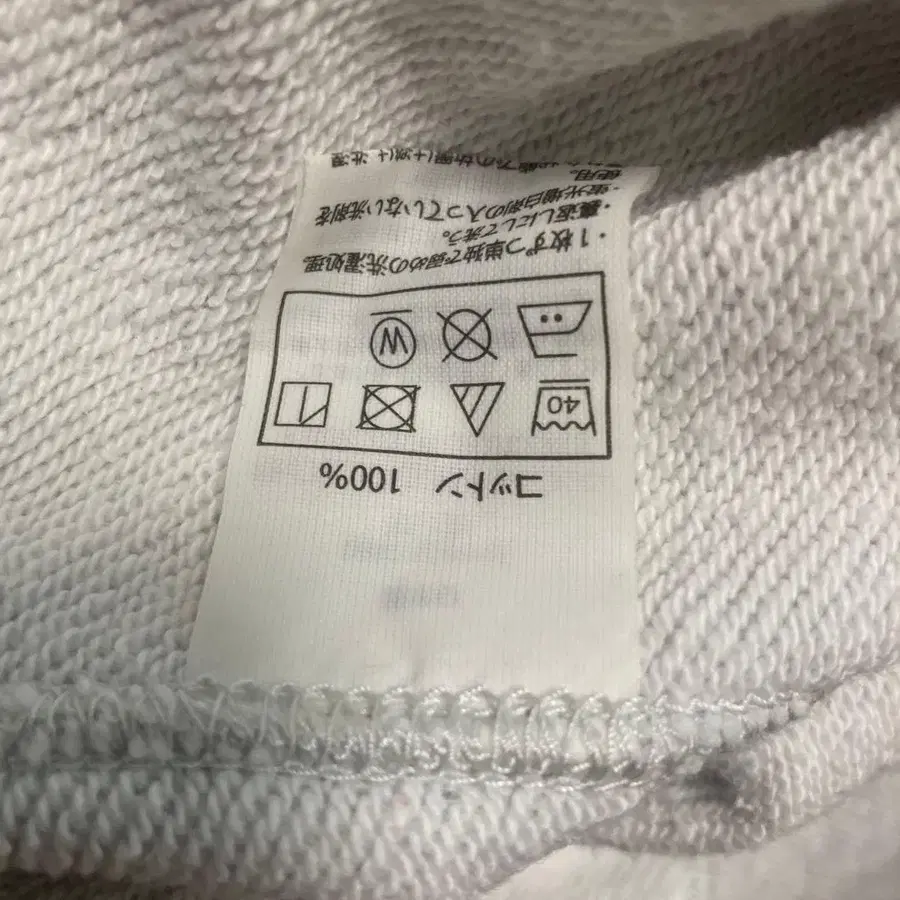 コットン 100%
40
W
・1枚ずつ単独で弱めの洗濯処理。
・裏返しにして洗う。
・蛍光増白剤の入っていない洗剤を
使用。